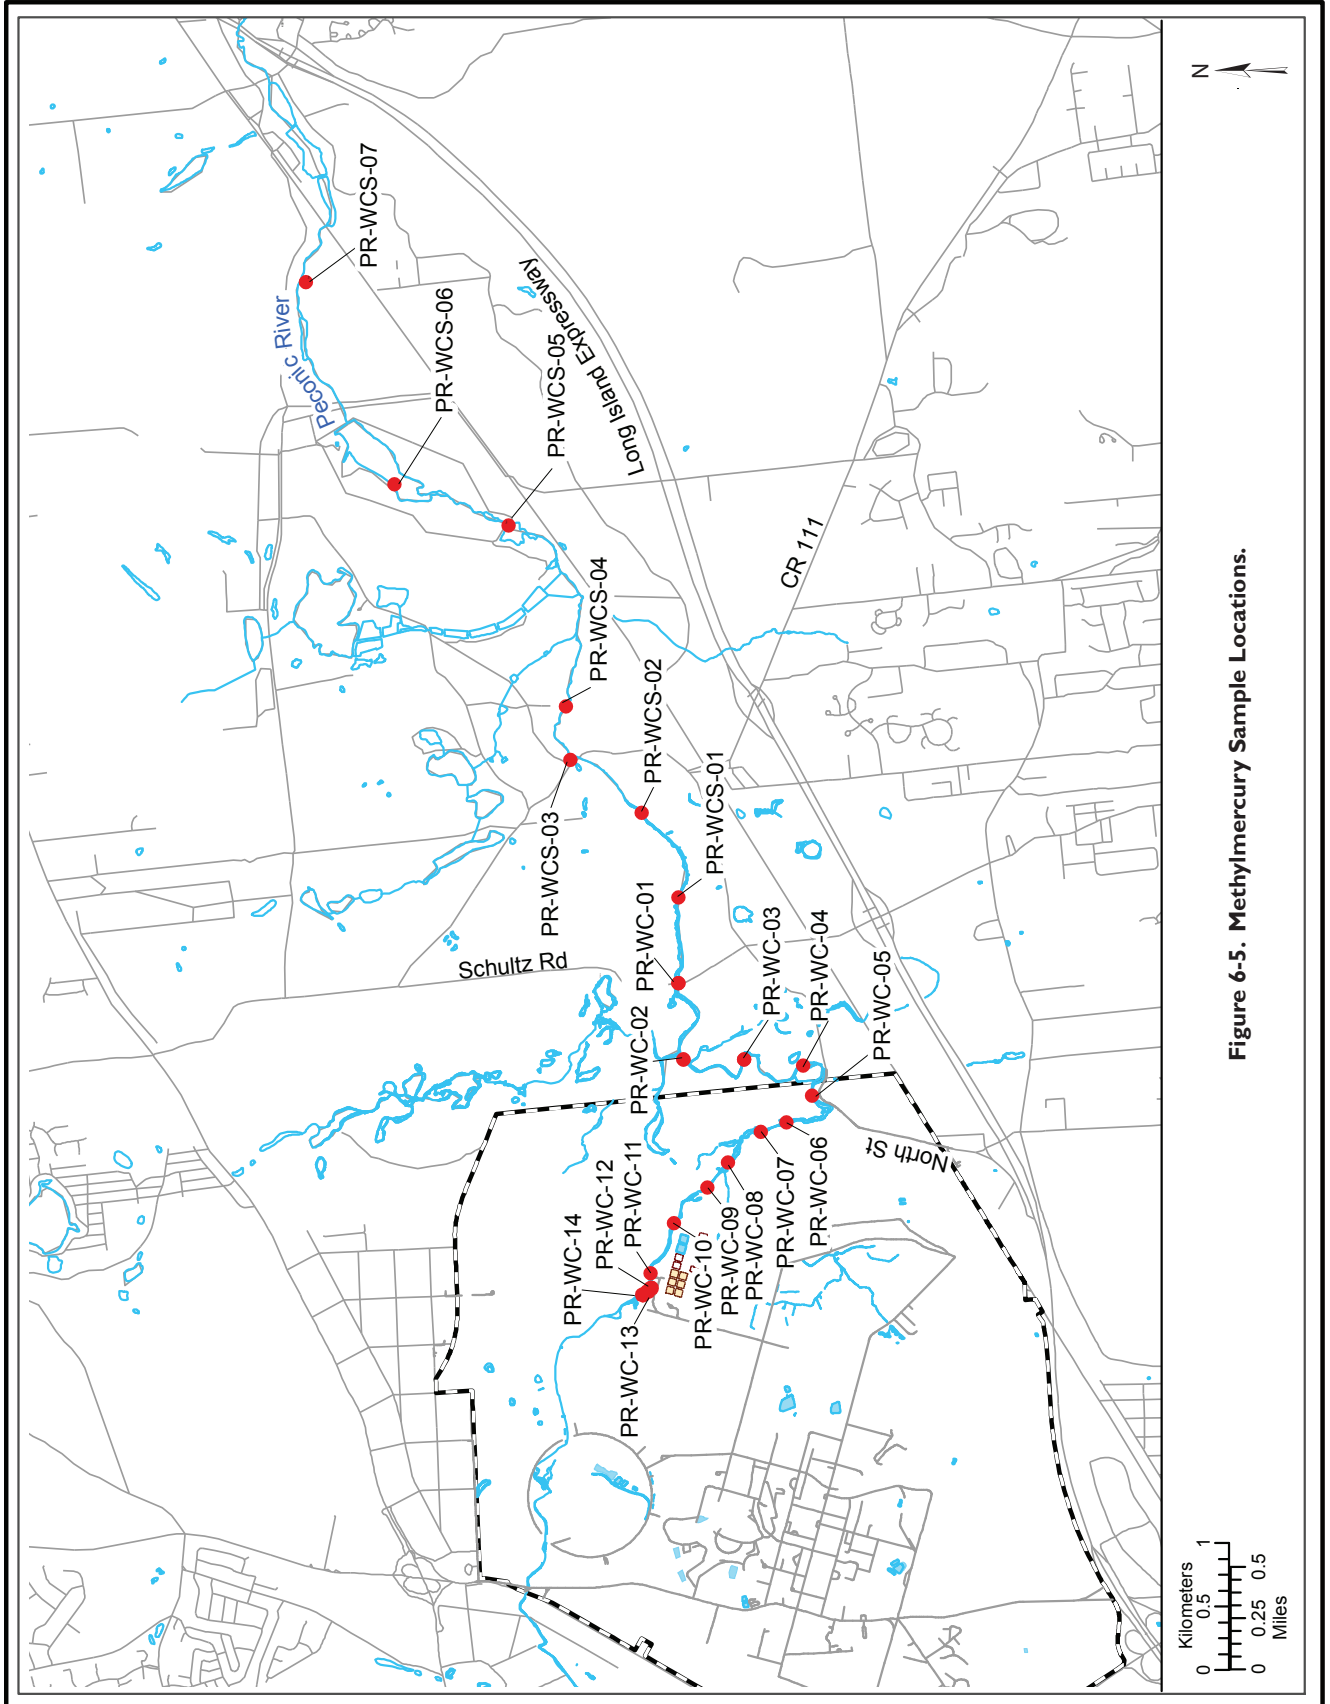 PR-WCS-07
Peconic River
PR-WCS-06
PR-WCS-05
Long Island Expressway
CR 111
PR-WCS-04
PR-WCS-03
PR-WCS-02
PR-WCS-01
Schultz Rd
PR-WC-01
PR-WC-02
PR-WC-03
PR-WC-04
PR-WC-05
North St
PR-WC-06
PR-WC-07
PR-WC-08
PR-WC-09
PR-WC-10
PR-WC-11
PR-WC-12
PR-WC-14
PR-WC-13
N
Kilometers
0 0.5 1
0 0.25 0.5
Miles
Figure 6-5. Methylmercury Sample Locations.